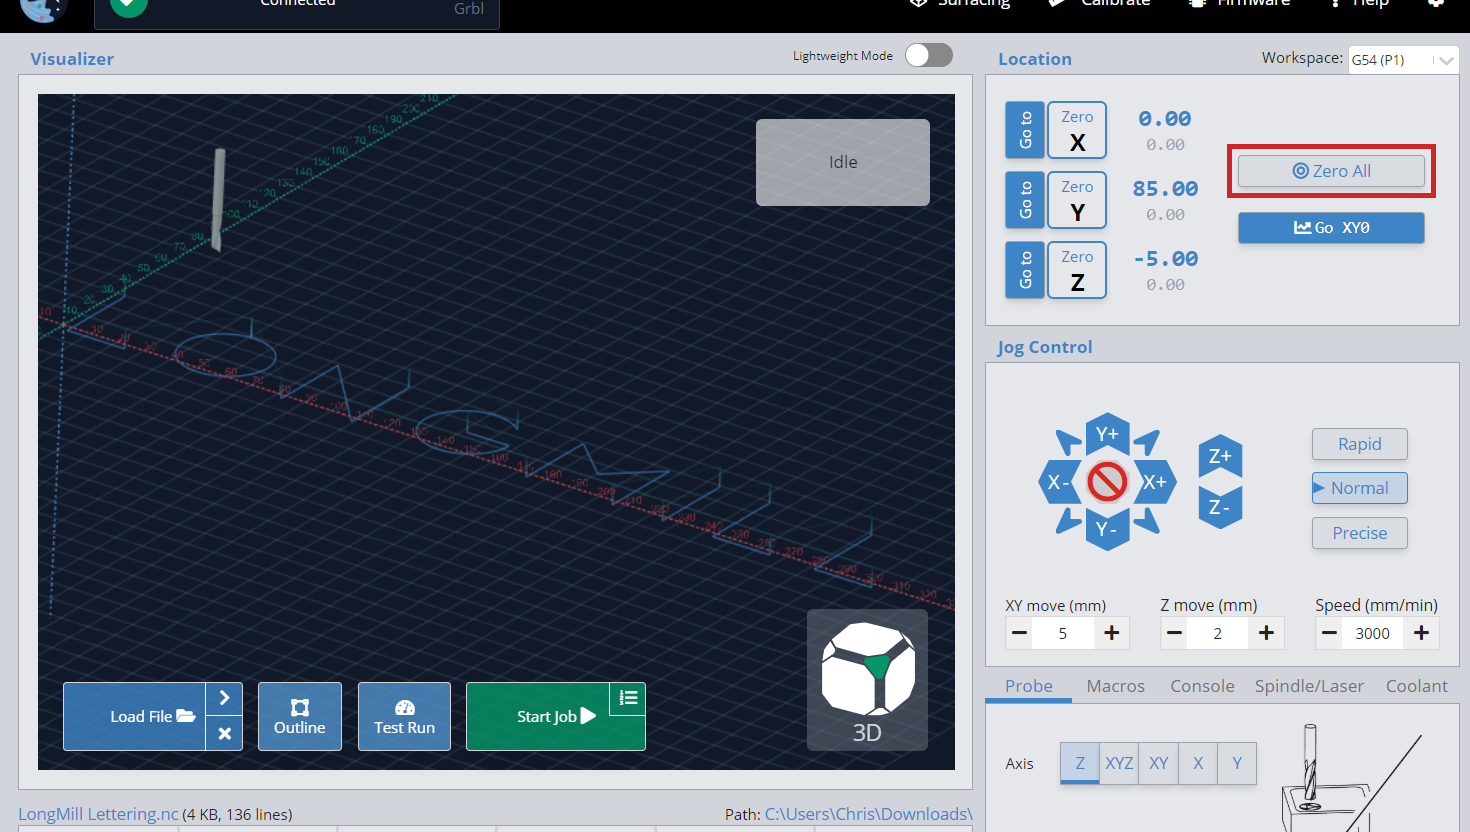 Connected
Grbl
Surfacing
Calibrate
Firmware
Help
Visualizer
Lightweight Mode
Idle
3D
Load File
Outline
Test Run
Start Job
LongMill Lettering.nc (4 KB, 136 lines)
Path: C:\Users\Chris\Downloads\
Location
Workspace: G54 (P1)
Go to
Zero X
0.00
0.00
Go to
Zero Y
85.00
0.00
Go to
Zero Z
-5.00
0.00
Zero All
Go XY0
Jog Control
Y+
X-
X+
Y-
Z+
Z-
Rapid
Normal
Precise
XY move (mm)
5
Z move (mm)
2
Speed (mm/min)
3000
Probe Macros Console Spindle/Laser Coolant
Axis Z XYZ XY X Y